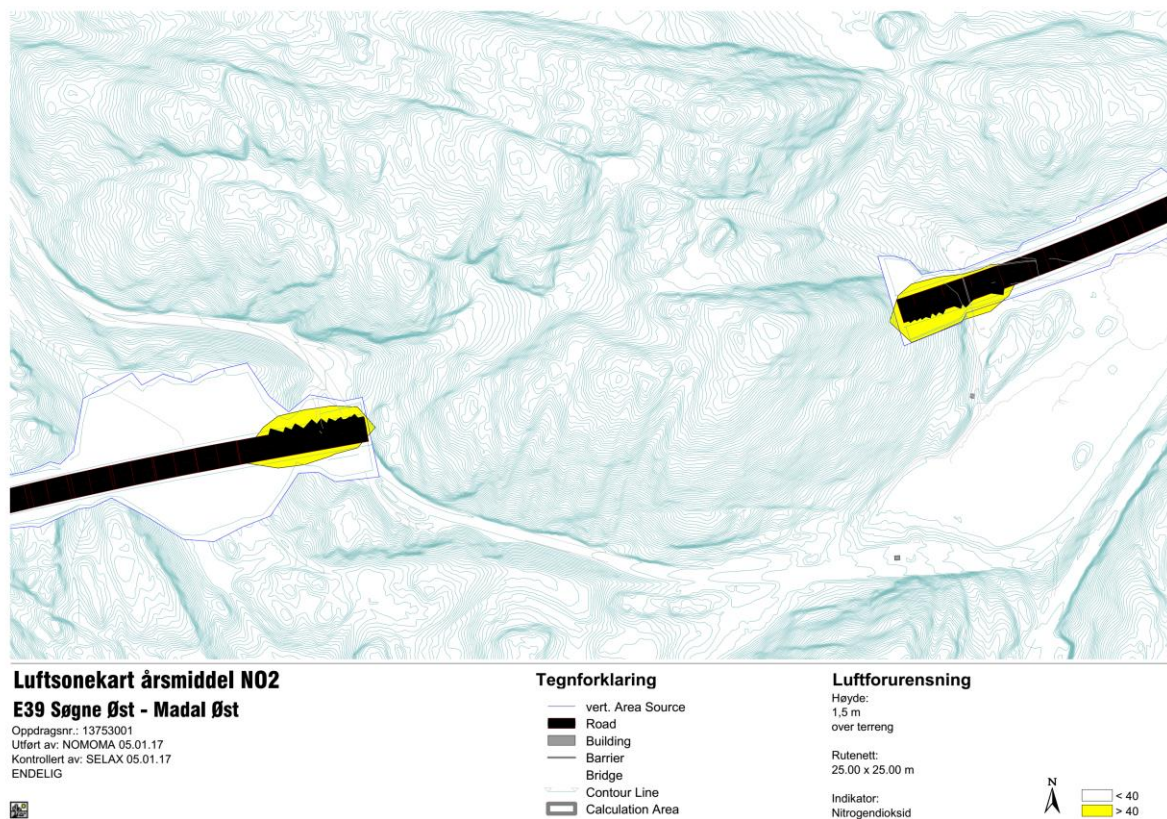 Luftsonekart årsmiddel NO2
E39 Søgne Øst - Madal Øst
Oppdragsnr.: 13753001
Utført av: NOMOMA 05.01.17
Kontrollert av: SELAX 05.01.17
ENDELIG
Tegnforklaring
vert. Area Source
Road
Building
Barrier
Bridge
Contour Line
Calculation Area
Luftforurensning
Høyde:
1,5 m
over terreng
Rutenett:
25.00 x 25.00 m
Indikator:
Nitrogendioksid
N
< 40
> 40